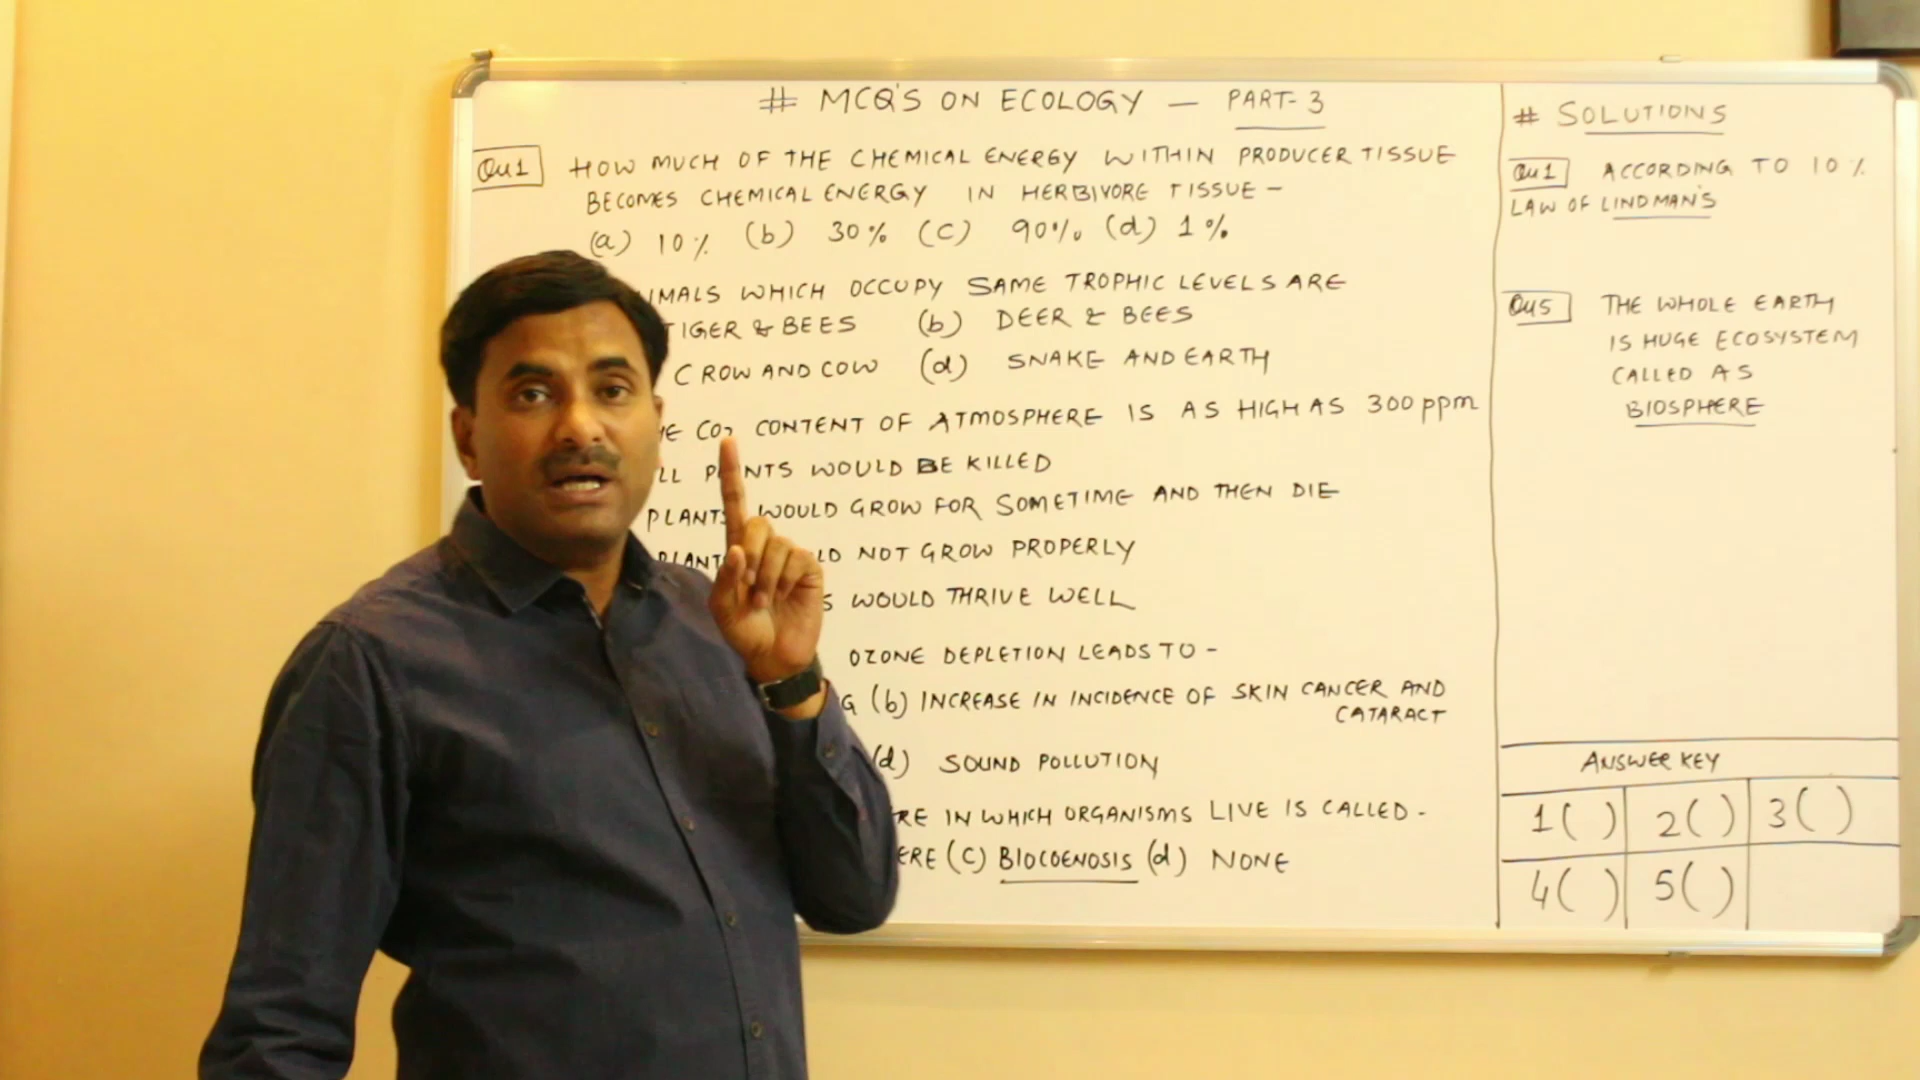 # MCQ'S ON ECOLOGY — PART-3
Qu1 HOW MUCH OF THE CHEMICAL ENERGY WITHIN PRODUCER TISSUE
BECOMES CHEMICAL ENERGY IN HERBIVORE TISSUE -
(a) 10% (b) 30% (c) 90% (d) 1%
WHICH OCCUPY SAME TROPHIC LEVELS ARE
TIGER & BEES (b) DEER & BEES
CROW AND COW (d) SNAKE AND EARTH
CO2 CONTENT OF ATMOSPHERE IS AS HIGH AS 300 ppm
WOULD BE KILLED
PLANTS WOULD GROW FOR SOMETIME AND THEN DIE
NOT GROW PROPERLY
WOULD THRIVE WELL
OZONE DEPLETION LEADS TO -
(b) INCREASE IN INCIDENCE OF SKIN CANCER AND
CATARACT
(d) SOUND POLLUTION
IN WHICH ORGANISMS LIVE IS CALLED -
(c) BIOCOENOSIS (d) NONE
# SOLUTIONS
Qu1 ACCORDING TO 10%
LAW OF LINDMAN'S
Qu5 THE WHOLE EARTH
IS HUGE ECOSYSTEM
CALLED AS
BIOSPHERE
ANSWER KEY
1( ) 2( ) 3( )
4( ) 5( )